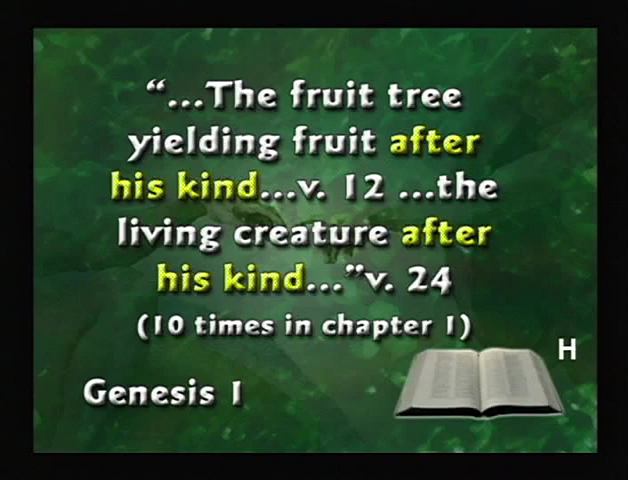 “...The fruit tree
yielding fruit after
his kind...v. 12 ...the
living creature after
his kind...”v. 24
(10 times in chapter 1)
H
Genesis 1